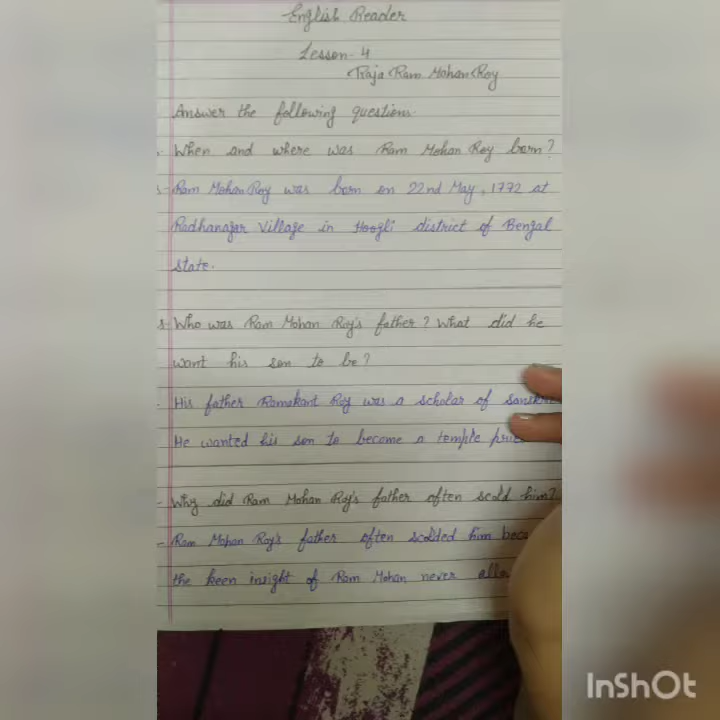 English Reader
Lesson-4
Raja Ram Mohan Roy
Answer the following questions.
When and where was Ram Mohan Roy born?
Ram Mohan Roy was born on 22nd May, 1772 at
Radhanagar Village in Hoogli district of Bengal
state.
Who was Ram Mohan Roy's father? What did he
want his son to be?
His father Ramakant Roy was a scholar of
He wanted his son to become a temple
Why did Ram Mohan Roy's father often scold him?
Ram Mohan Roy's father often scolded him
the keen insight of Ram Mohan never
InShOt